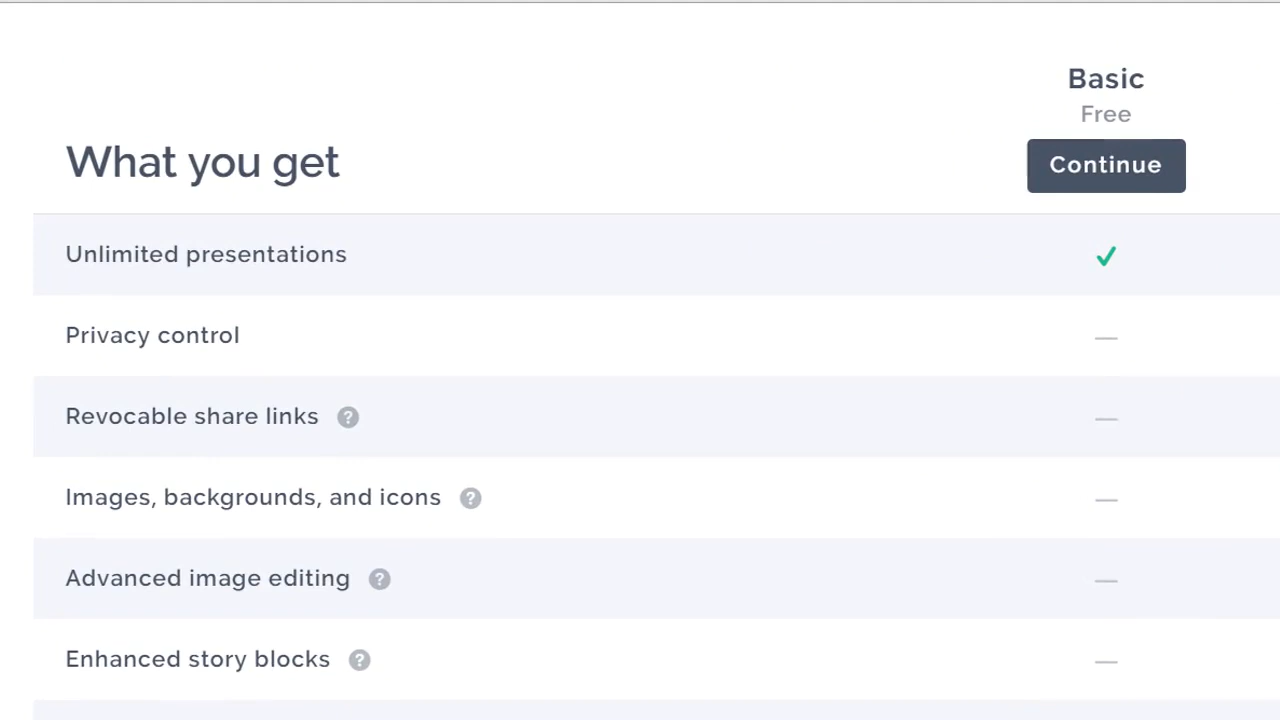 Basic
Free
What you get
Continue
Unlimited presentations
Privacy control
Revocable share links ?
Images, backgrounds, and icons ?
Advanced image editing ?
Enhanced story blocks ?